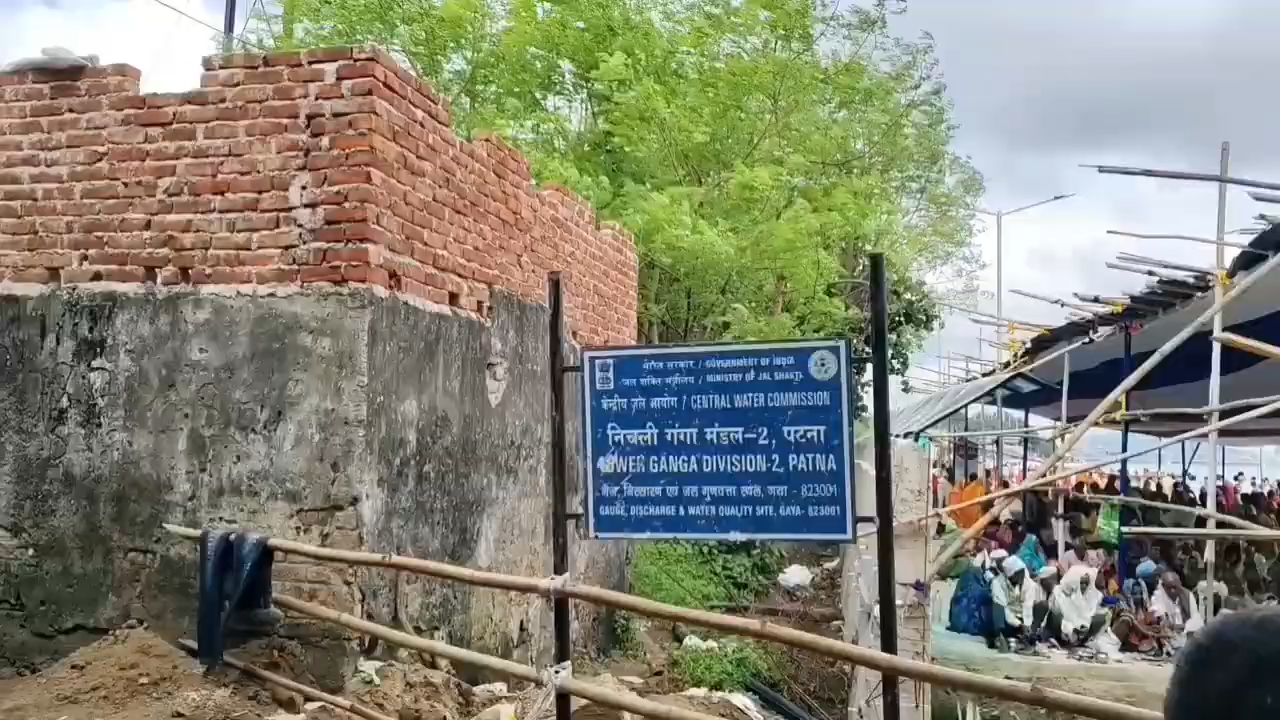 भारत सरकार / GOVERNMENT OF INDIA
जल शक्ति मंत्रालय / MINISTRY OF JAL SHAKTI
केन्द्रीय जल आयोग / CENTRAL WATER COMMISSION
निचली गंगा मंडल-2, पटना
LOWER GANGA DIVISION-2, PATNA
गेज, निस्सारण एवं जल गुणवत्ता स्थल, गया - 823001
GAUGE, DISCHARGE & WATER QUALITY SITE, GAYA- 823001